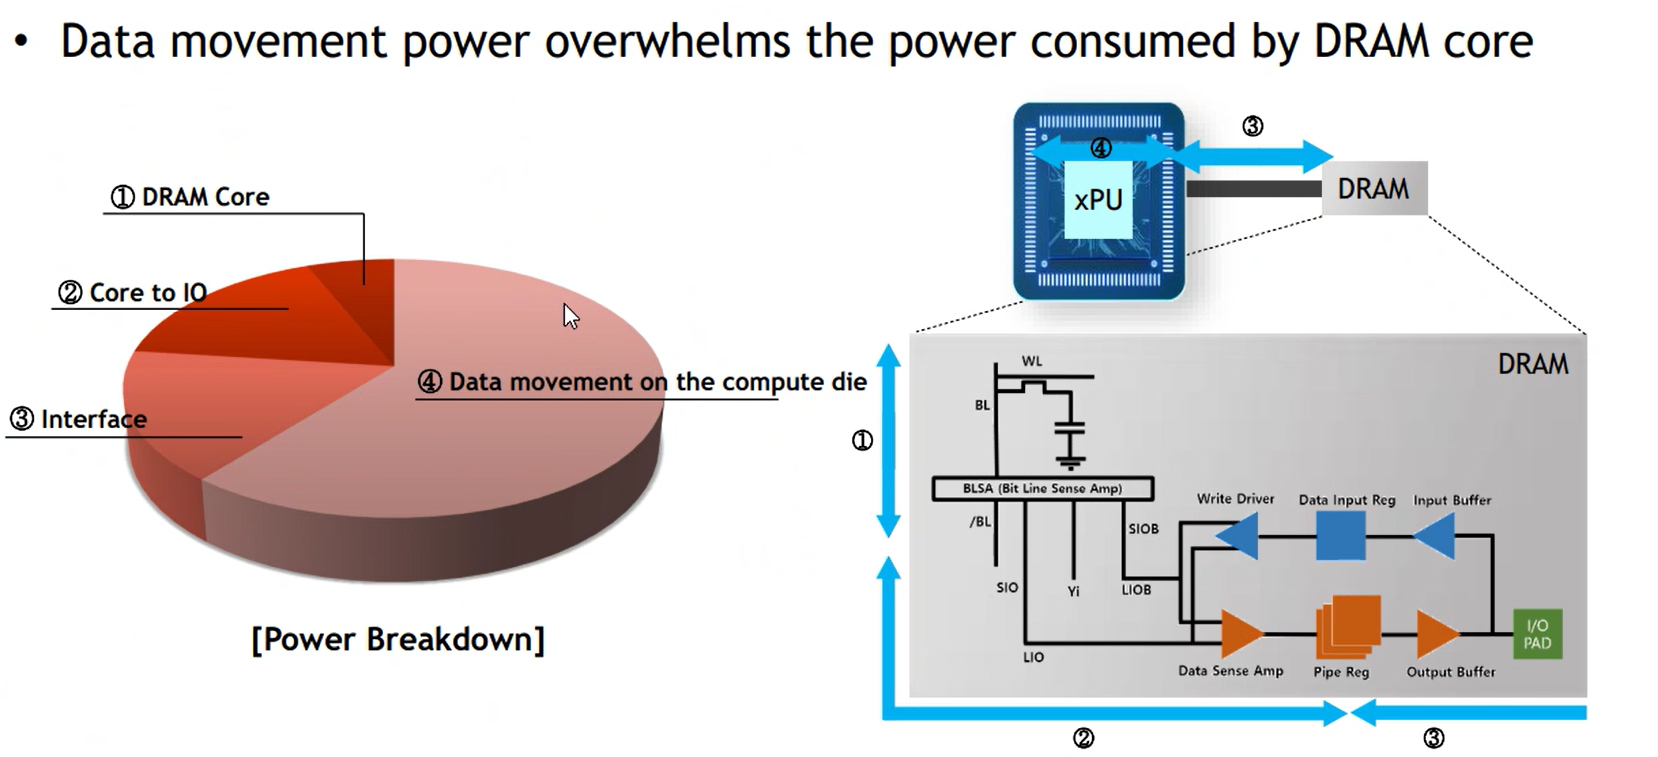 • Data movement power overwhelms the power consumed by DRAM core
① DRAM Core
② Core to IO
③ Interface
④ Data movement on the compute die
[Power Breakdown]
④
③
xPU
DRAM
DRAM
①
WL
BL
BLSA (Bit Line Sense Amp)
/BL
SIOB
SIO
Yi
LIOB
LIO
Write Driver
Data Input Reg
Input Buffer
Data Sense Amp
Pipe Reg
Output Buffer
I/O
PAD
②
③